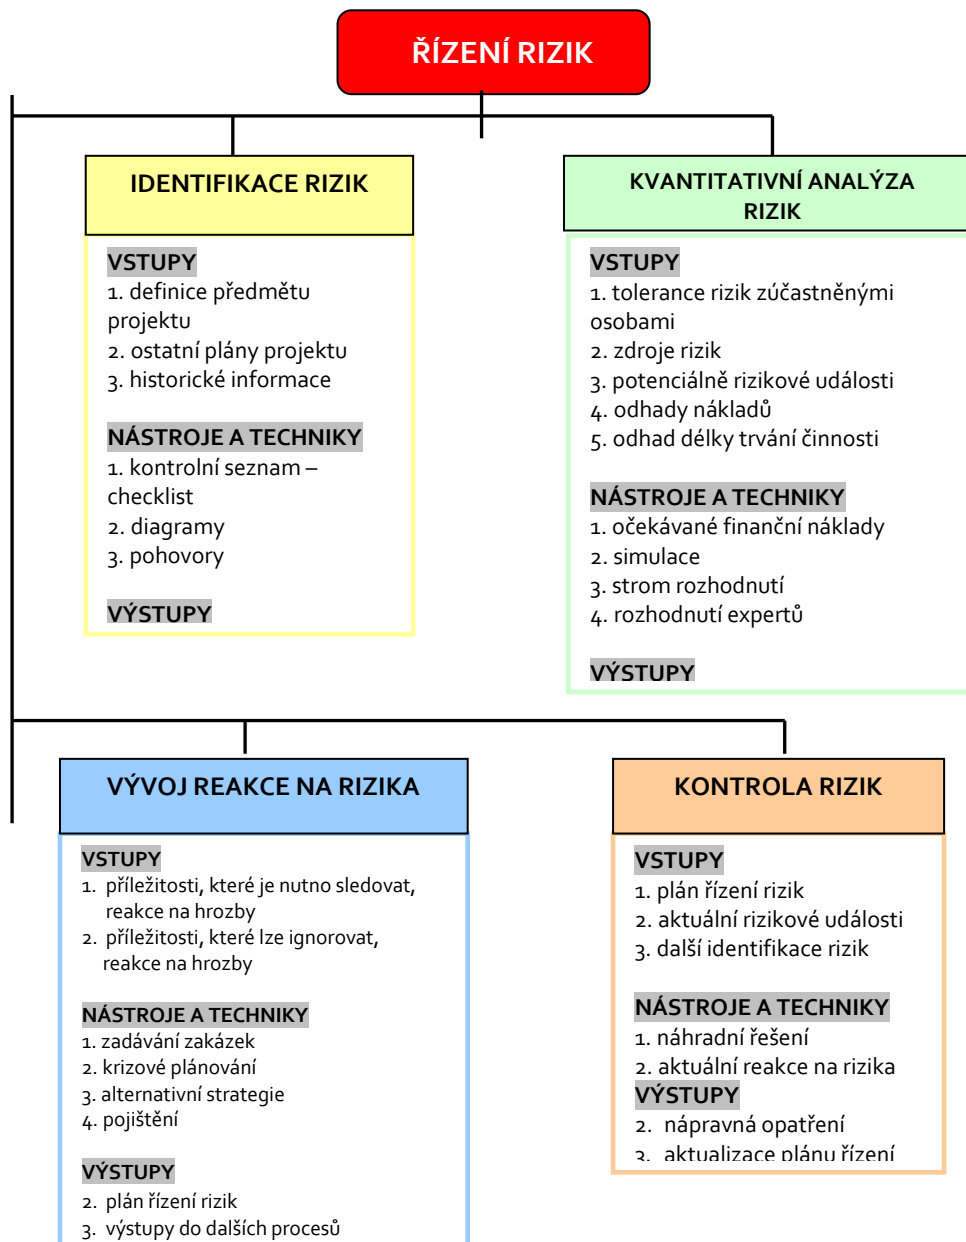 ŘÍZENÍ RIZIK
IDENTIFIKACE RIZIK
VSTUPY
1. definice předmětu
projektu
2. ostatní plány projektu
3. historické informace
NÁSTROJE A TECHNIKY
1. kontrolní seznam –
checklist
2. diagramy
3. pohovory
VÝSTUPY
KVANTITATIVNÍ ANALÝZA
RIZIK
VSTUPY
1. tolerance rizik zúčastněnými
osobami
2. zdroje rizik
3. potenciálně rizikové události
4. odhady nákladů
5. odhad délky trvání činnosti
NÁSTROJE A TECHNIKY
1. očekávané finanční náklady
2. simulace
3. strom rozhodnutí
4. rozhodnutí expertů
VÝSTUPY
VÝVOJ REAKCE NA RIZIKA
VSTUPY
1. příležitosti, které je nutno sledovat,
reakce na hrozby
2. příležitosti, které lze ignorovat,
reakce na hrozby
NÁSTROJE A TECHNIKY
1. zadávání zakázek
2. krizové plánování
3. alternativní strategie
4. pojištění
VÝSTUPY
2. plán řízení rizik
3. výstupy do dalších procesů
KONTROLA RIZIK
VSTUPY
1. plán řízení rizik
2. aktuální rizikové události
3. další identifikace rizik
NÁSTROJE A TECHNIKY
1. náhradní řešení
2. aktuální reakce na rizika
VÝSTUPY
2. nápravná opatření
3. aktualizace plánu řízení